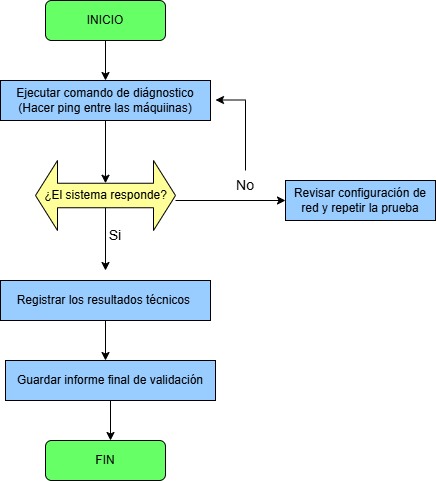 INICIO
Ejecutar comando de diágnostico
(Hacer ping entre las máquiinas)
¿El sistema responde?
No
Revisar configuración de
red y repetir la prueba
Si
Registrar los resultados técnicos
Guardar informe final de validación
FIN